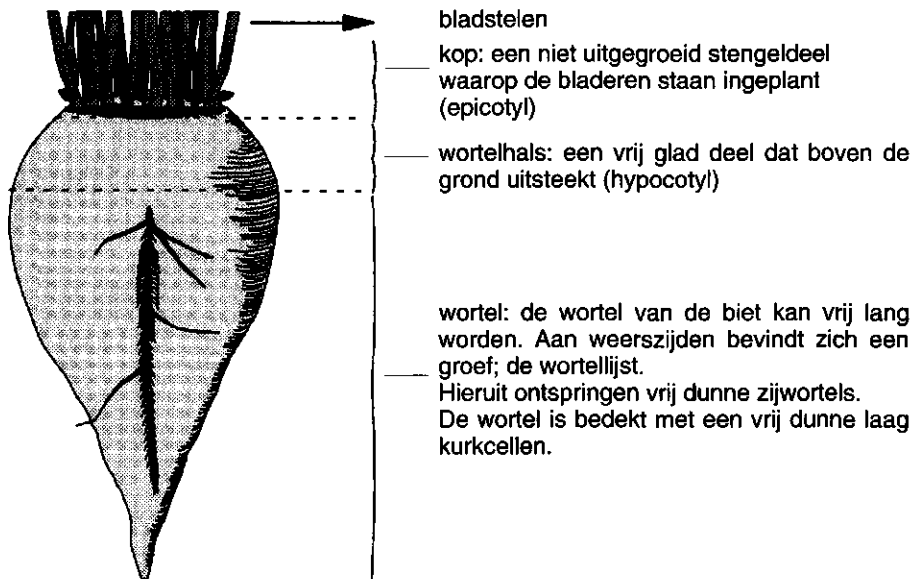 bladstelen
kop: een niet uitgegroeid stengeldeel
waarop de bladeren staan ingeplant
(epicotyl)
wortelhals: een vrij glad deel dat boven de
grond uitsteekt (hypocotyl)
wortel: de wortel van de biet kan vrij lang
worden. Aan weerszijden bevindt zich een
groef; de wortellijst.
Hieruit ontspringen vrij dunne zijwortels.
De wortel is bedekt met een vrij dunne laag
kurkcellen.